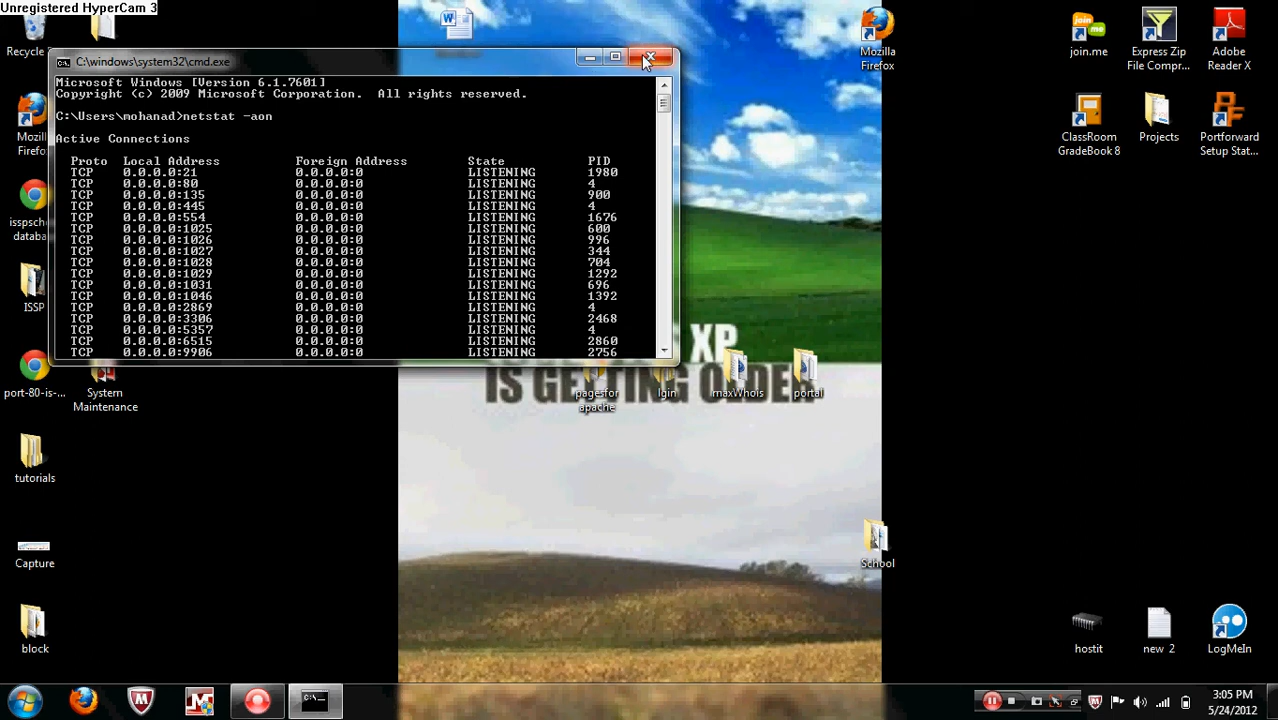 Unregistered HyperCam 3
C:\windows\system32\cmd.exe
Microsoft Windows [Version 6.1.7601]
Copyright (c) 2009 Microsoft Corporation.  All rights reserved.
C:\Users\mohanad>netstat -aon
Active Connections
Proto  Local Address  Foreign Address  State  PID
TCP  0.0.0.0:21  0.0.0.0:0  LISTENING  1980
TCP  0.0.0.0:80  0.0.0.0:0  LISTENING  4
TCP  0.0.0.0:135  0.0.0.0:0  LISTENING  900
TCP  0.0.0.0:445  0.0.0.0:0  LISTENING  4
TCP  0.0.0.0:554  0.0.0.0:0  LISTENING  1676
TCP  0.0.0.0:1025  0.0.0.0:0  LISTENING  600
TCP  0.0.0.0:1026  0.0.0.0:0  LISTENING  996
TCP  0.0.0.0:1027  0.0.0.0:0  LISTENING  344
TCP  0.0.0.0:1028  0.0.0.0:0  LISTENING  704
TCP  0.0.0.0:1029  0.0.0.0:0  LISTENING  1292
TCP  0.0.0.0:1031  0.0.0.0:0  LISTENING  696
TCP  0.0.0.0:1046  0.0.0.0:0  LISTENING  1392
TCP  0.0.0.0:2869  0.0.0.0:0  LISTENING  4
TCP  0.0.0.0:3306  0.0.0.0:0  LISTENING  2468
TCP  0.0.0.0:5357  0.0.0.0:0  LISTENING  4
TCP  0.0.0.0:6515  0.0.0.0:0  LISTENING  2860
TCP  0.0.0.0:9906  0.0.0.0:0  LISTENING  2756
Recycle
Mozilla
Firefo
isspsch
datab
ISSP
port-80-is-...
System
Maintenance
tutorials
Capture
block
XP
IS GETTING OLDER
pagesfor
apache
lgin
maxWhois
portal
School
Mozilla
Firefox
join.me
Express Zip
File Compr...
Adobe
Reader X
ClassRoom
GradeBook 8
Projects
Portforward
Setup Stat...
hostit
new 2
LogMeIn
3:05 PM
5/24/2012